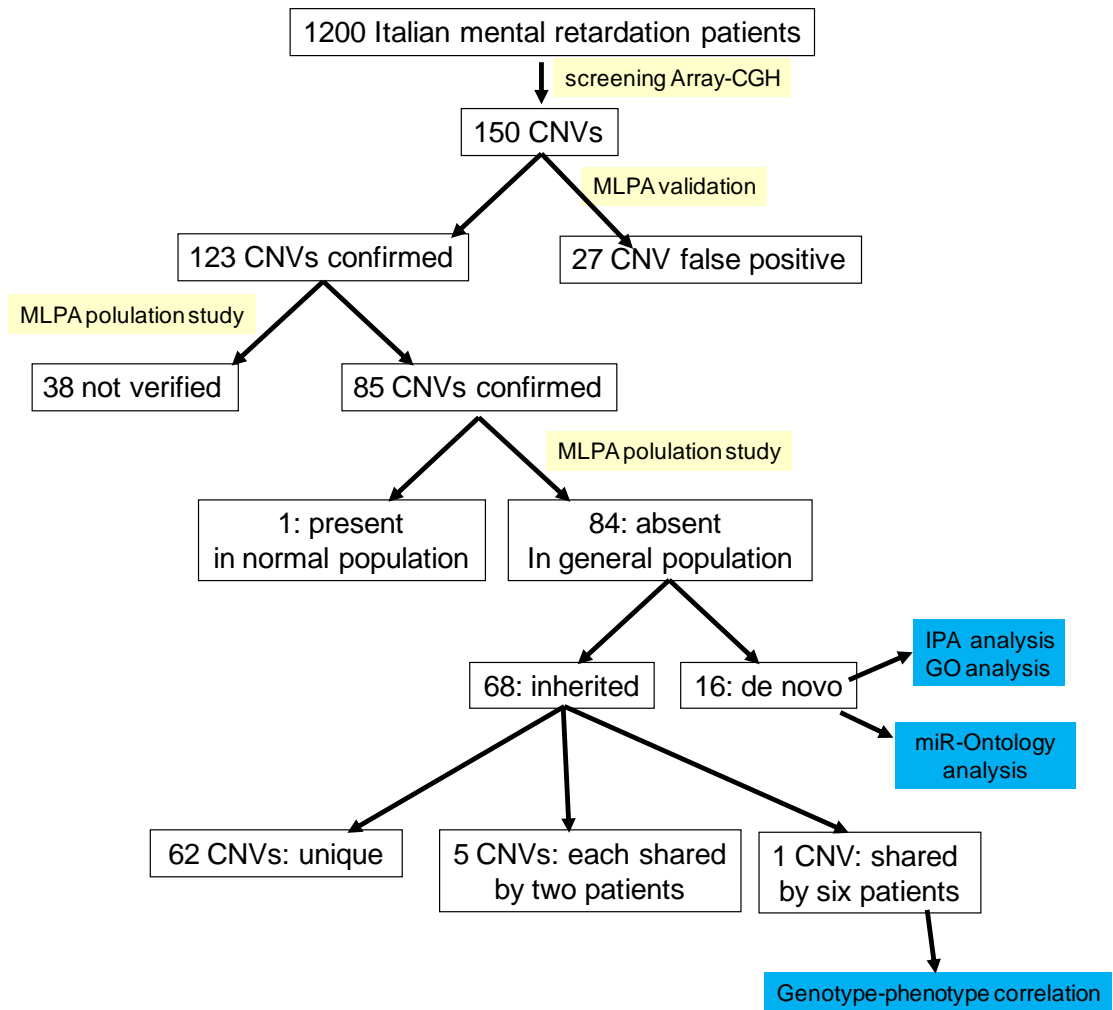 1200 Italian mental retardation patients
screening Array-CGH
150 CNVs
MLPA validation
123 CNVs confirmed
27 CNV false positive
MLPA polulation study
38 not verified
85 CNVs confirmed
MLPA polulation study
1: present
in normal population
84: absent
In general population
IPA analysis
GO analysis
68: inherited
16: de novo
miR-Ontology
analysis
62 CNVs: unique
5 CNVs: each shared
by two patients
1 CNV: shared
by six patients
Genotype-phenotype correlation